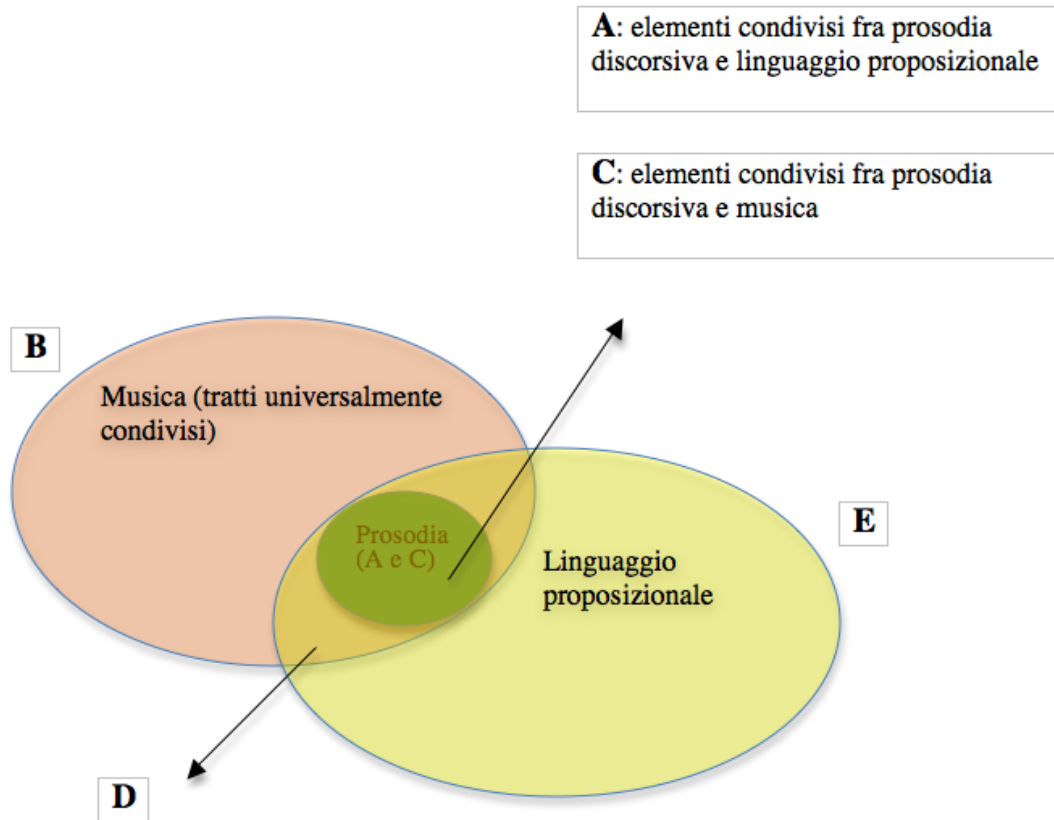 A: elementi condivisi fra prosodia
discorsiva e linguaggio proposizionale
C: elementi condivisi fra prosodia
discorsiva e musica
B
Musica (tratti universalmente
condivisi)
E
Prosodia
(A e C)
Linguaggio
proposizionale
D